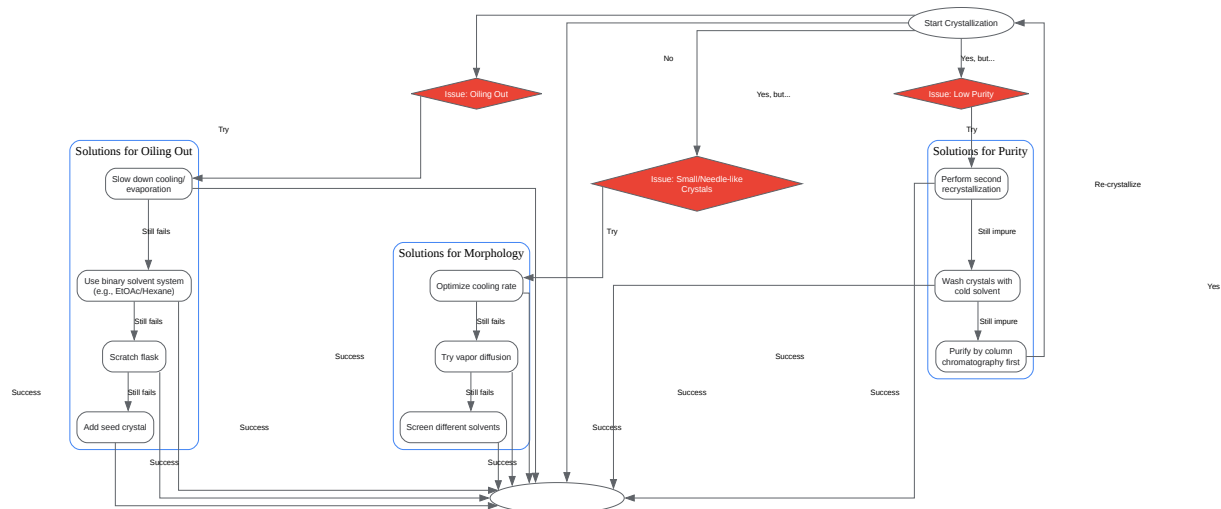 Start Crystallization
No
Yes, but...
Yes, but...
Issue: Oiling Out
Issue: Low Purity
Try
Try
Solutions for Oiling Out
Slow down cooling/
evaporation
Still fails
Use binary solvent system
(e.g., EtOAc/Hexane)
Still fails
Scratch flask
Still fails
Add seed crystal
Issue: Small/Needle-like
Crystals
Try
Solutions for Morphology
Optimize cooling rate
Still fails
Try vapor diffusion
Still fails
Screen different solvents
Solutions for Purity
Perform second
recrystallization
Still impure
Wash crystals with
cold solvent
Still impure
Purify by column
chromatography first
Re-crystallize
Yes
Success
Success
Success
Success
Success
Success
Success
Success
Success